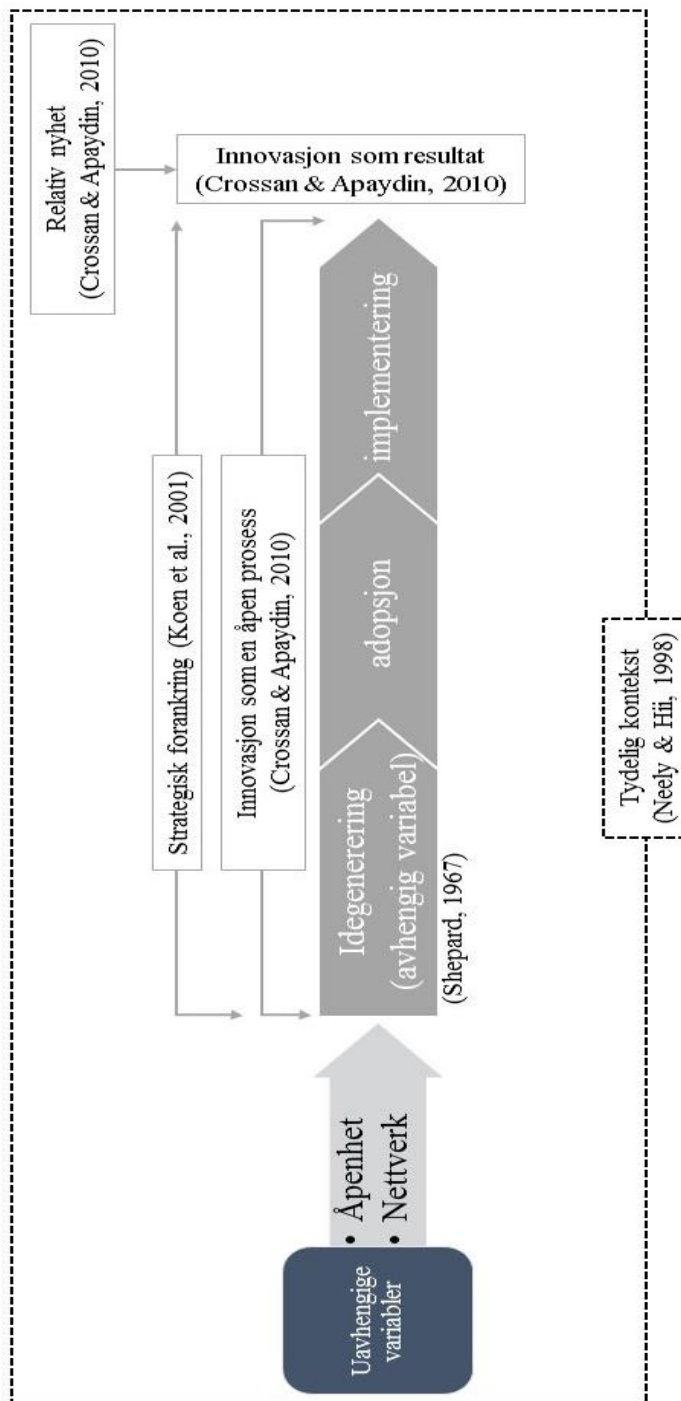 Relativ nyhet
(Crossan & Apaydin, 2010)
Innovasjon som resultat
(Crossan & Apaydin, 2010)
Strategisk forankring (Koen et al., 2001)
Innovasjon som en åpen prosess
(Crossan & Apaydin, 2010)
Uavhengige
variabler
• Åpenhet
• Nettverk
Idegenerering
(avhengig variabel)
(Shepard, 1967)
adopsjon
implementering
Tydelig kontekst
(Neely & Hii, 1998)